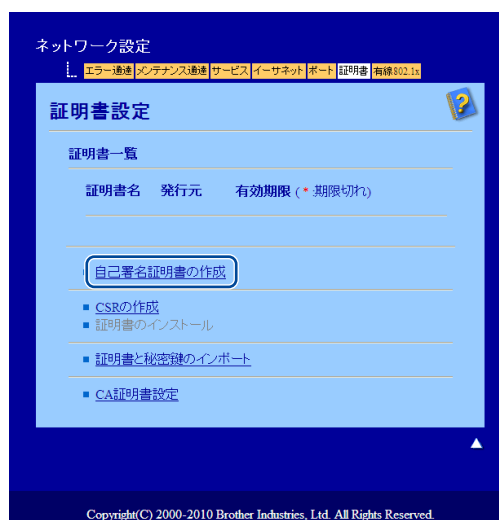 ネットワーク設定
エラー通達 メンテナンス通達 サービス イーサネット ポート 証明書 有線802.1x
証明書設定
証明書一覧
証明書名 発行元 有効期限 (*:期限切れ)
自己署名証明書の作成
CSRの作成
証明書のインストール
証明書と秘密鍵のインポート
CA証明書設定
Copyright(C) 2000-2010 Brother Industries, Ltd. All Rights Reserved.